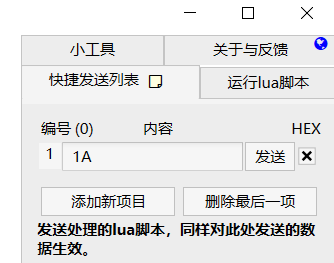 小工具 关于与反馈
快捷发送列表 运行lua脚本
编号 (0) 内容 HEX
1 1A 发送
添加新项目 删除最后一项
发送处理的lua脚本，同样对此处发送的数
据生效。